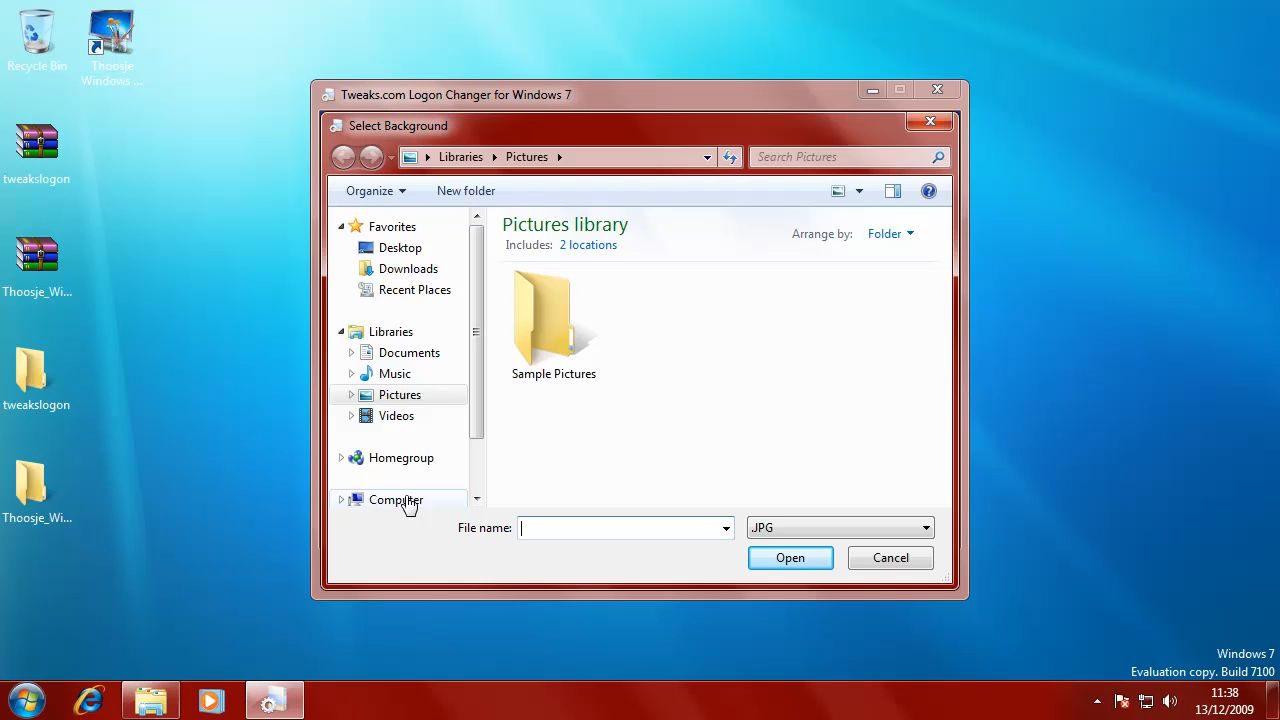 Recycle Bin
Thoosje
Windows ...
tweakslogon
Thoosje_Wi...
tweakslogon
Thoosje_Wi...
Tweaks.com Logon Changer for Windows 7
Select Background
Libraries
Pictures
Search Pictures
Organize
New folder
Favorites
Desktop
Downloads
Recent Places
Libraries
Documents
Music
Pictures
Videos
Homegroup
Computer
Pictures library
Includes: 2 locations
Arrange by: Folder
Sample Pictures
File name:
.JPG
Open
Cancel
Windows 7
Evaluation copy. Build 7100
11:38
13/12/2009